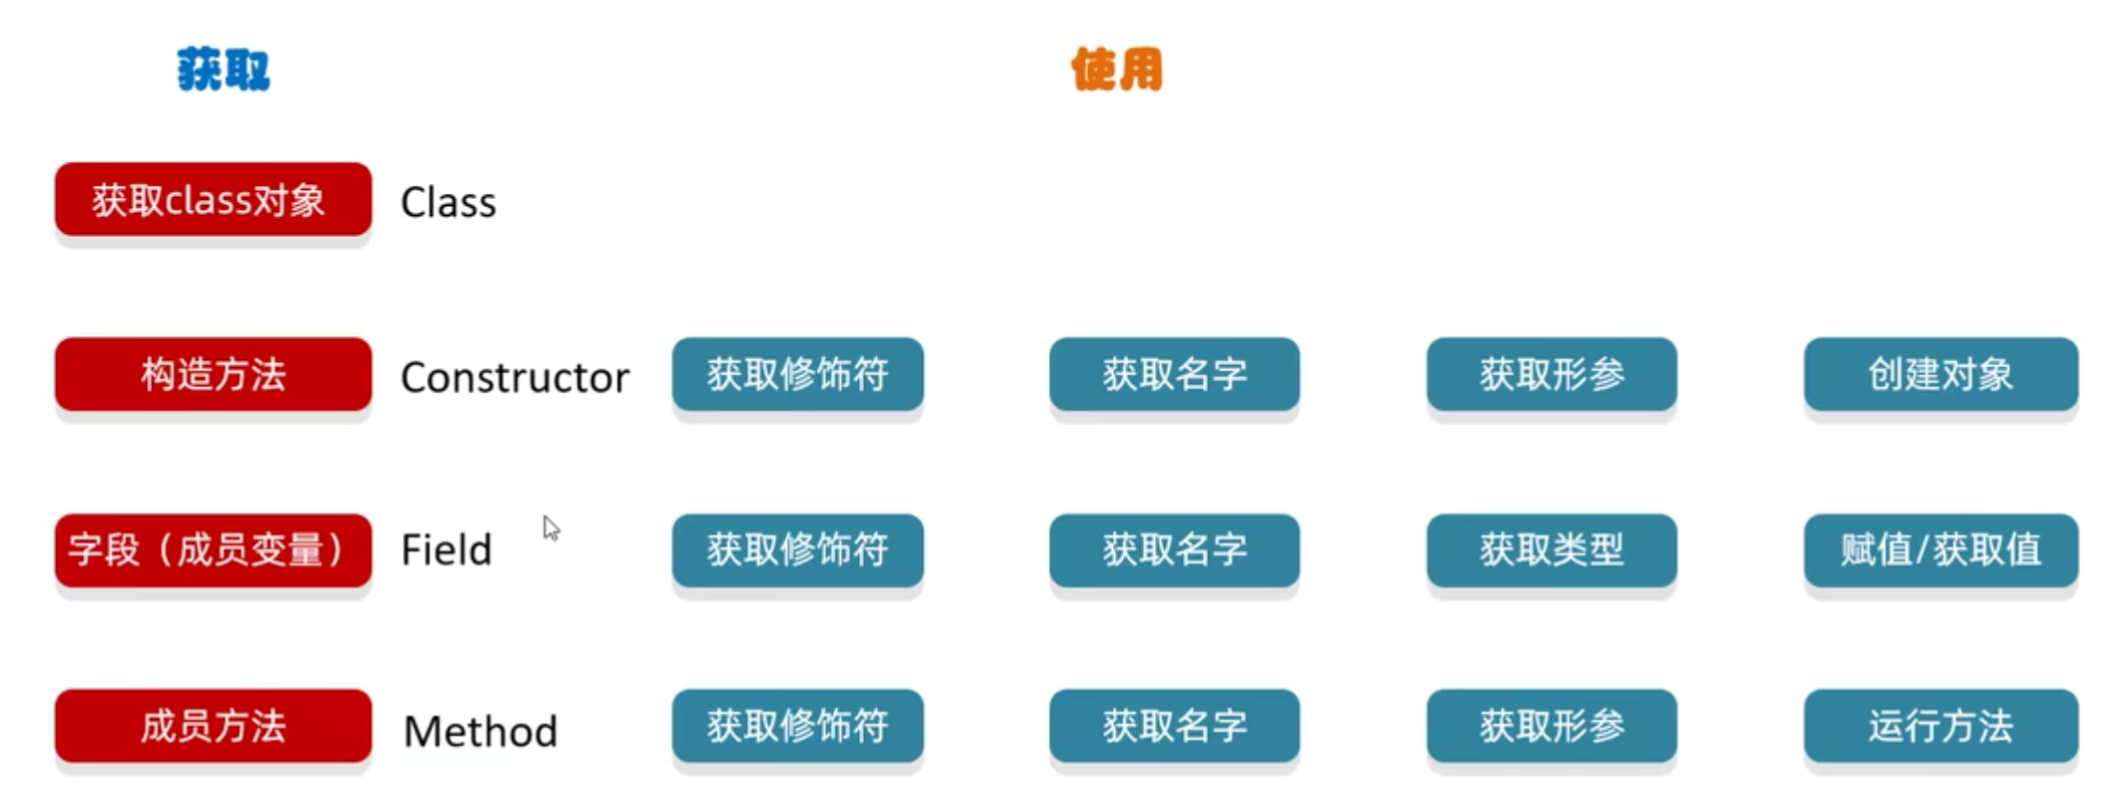 获取 使用
获取class对象 Class
构造方法 Constructor 获取修饰符 获取名字 获取形参 创建对象
字段（成员变量） Field 获取修饰符 获取名字 获取类型 赋值/获取值
成员方法 Method 获取修饰符 获取名字 获取形参 运行方法